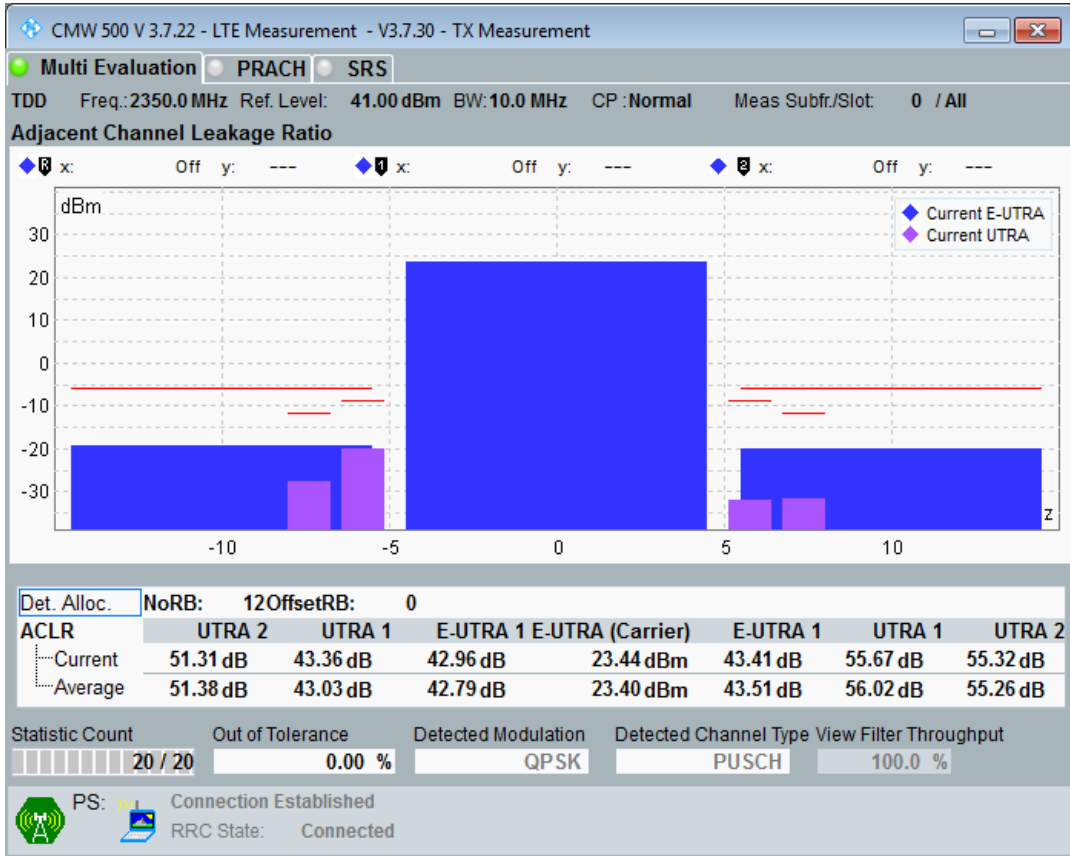 CMW 500 V 3.7.22 - LTE Measurement - V3.7.30 - TX Measurement
Multi Evaluation PRACH SRS
TDD Freq.: 2350.0 MHz Ref. Level: 41.00 dBm BW: 10.0 MHz CP : Normal Meas Subfr./Slot: 0 / All
Adjacent Channel Leakage Ratio
R x: Off y: --- 1 x: Off y: --- 2 x: Off y: ---
dBm
Current E-UTRA
Current UTRA
30
20
10
0
-10
-20
-30
z
-10 -5 0 5 10
Det. Alloc. NoRB: 12 OffsetRB: 0
ACLR UTRA 2 UTRA 1 E-UTRA 1 E-UTRA (Carrier) E-UTRA 1 UTRA 1 UTRA 2
Current 51.31 dB 43.36 dB 42.96 dB 23.44 dBm 43.41 dB 55.67 dB 55.32 dB
Average 51.38 dB 43.03 dB 42.79 dB 23.40 dBm 43.51 dB 56.02 dB 55.26 dB
Statistic Count Out of Tolerance Detected Modulation Detected Channel Type View Filter Throughput
20 / 20 0.00 % QPSK PUSCH 100.0 %
PS: Connection Established
RRC State: Connected